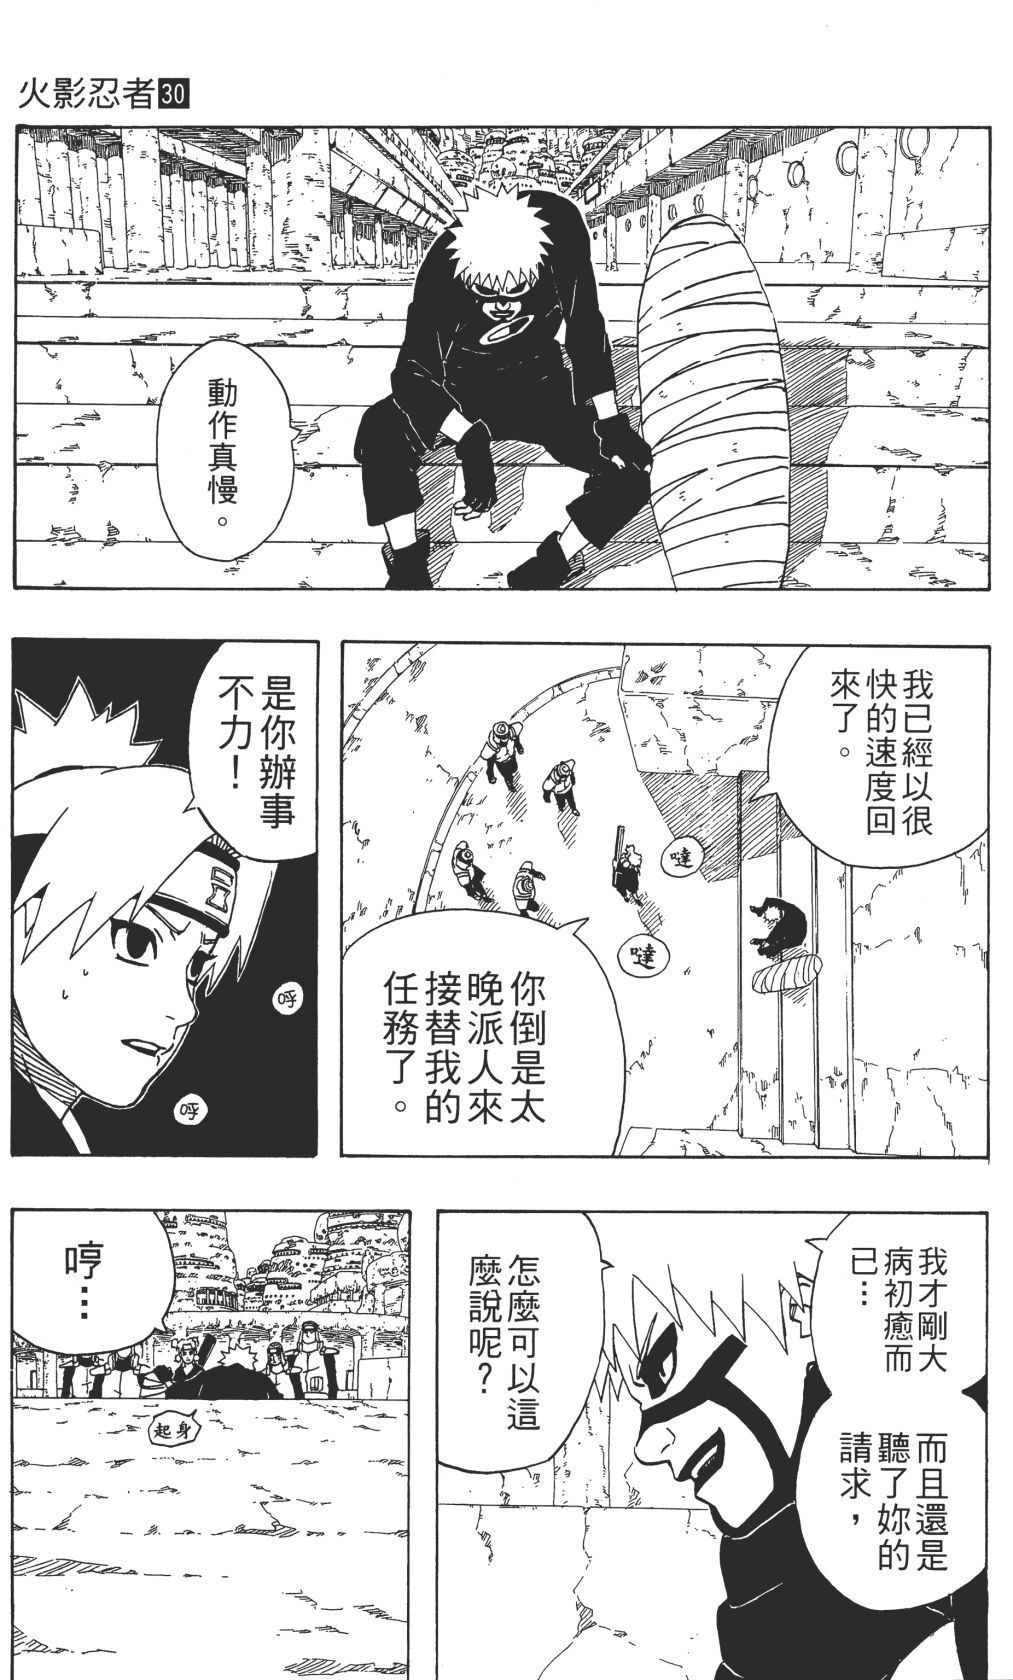 火影忍者30
動作真慢。
我已經以很
快的速度回
來了。
噠
噠
你倒是太
晚派人來
接替我的
任務了。
是你辦事
不力！
呼
呼
我才剛大
病初癒而
已…
而且還是
聽了妳的
請求，
怎麼可以這
麼說呢？
哼…
起身